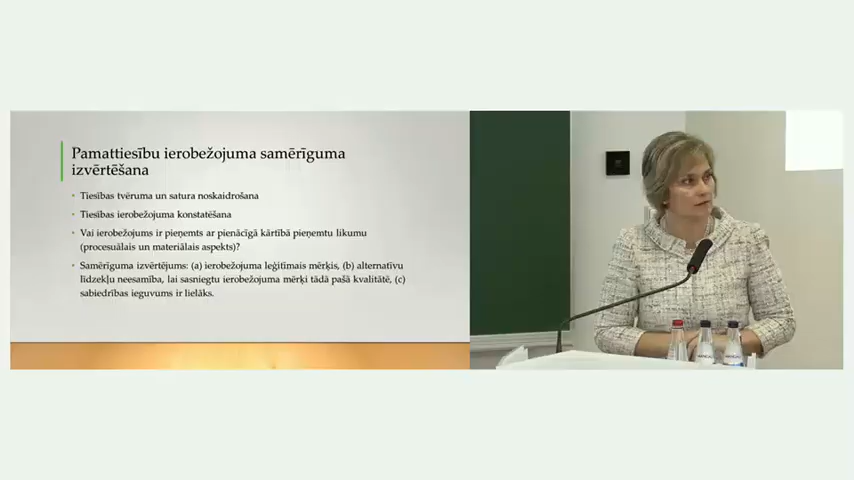 Pamattiesību ierobežojuma samērīguma
izvērtēšana
Tiesības tvēruma un satura noskaidrošana
Tiesības ierobežojuma konstatēšana
Vai ierobežojums ir pieņemts ar pienācīgā kārtībā pieņemtu likumu
(procesuālais un materiālais aspekts)?
Samērīguma izvērtējums: (a) ierobežojuma leģitīmais mērķis, (b) alternatīvu
līdzekļu neesamība, lai sasniegtu ierobežojuma mērķi tādā pašā kvalitātē, (c)
sabiedrības ieguvums ir lielāks.